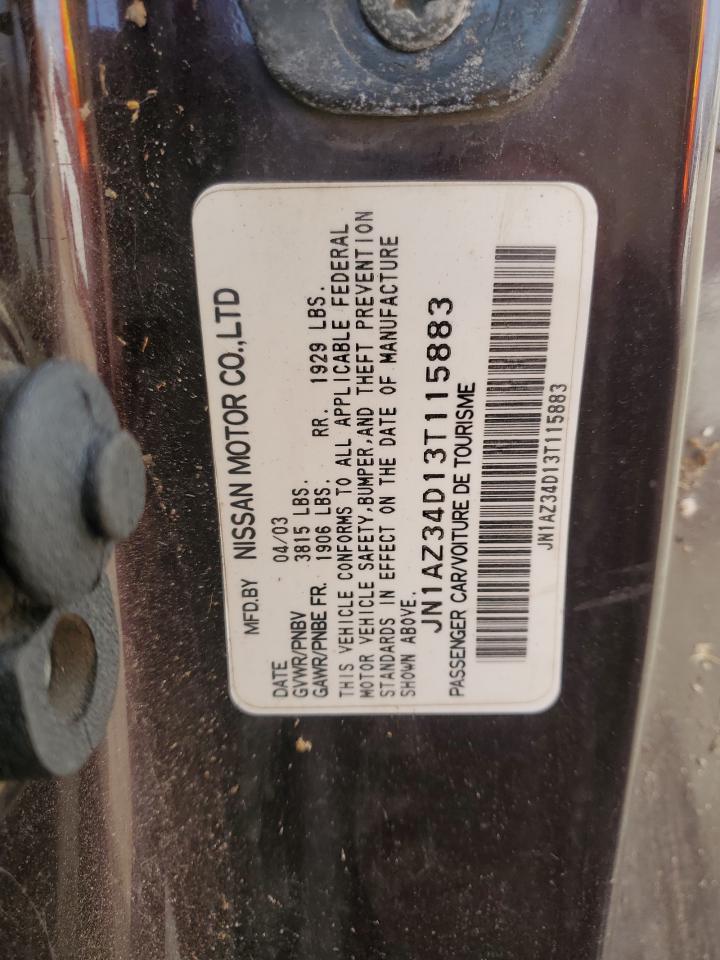 MFD.BY NISSAN MOTOR CO.,LTD
DATE 04/03
GVWR/PNBV 3815 LBS.
GAWR/PNBE FR. 1906 LBS. RR. 1929 LBS.
THIS VEHICLE CONFORMS TO ALL APPLICABLE FEDERAL
MOTOR VEHICLE SAFETY,BUMPER,AND THEFT PREVENTION
STANDARDS IN EFFECT ON THE DATE OF MANUFACTURE
SHOWN ABOVE.
JN1AZ34D13T115883
PASSENGER CAR/VOITURE DE TOURISME
JN1AZ34D13T115883